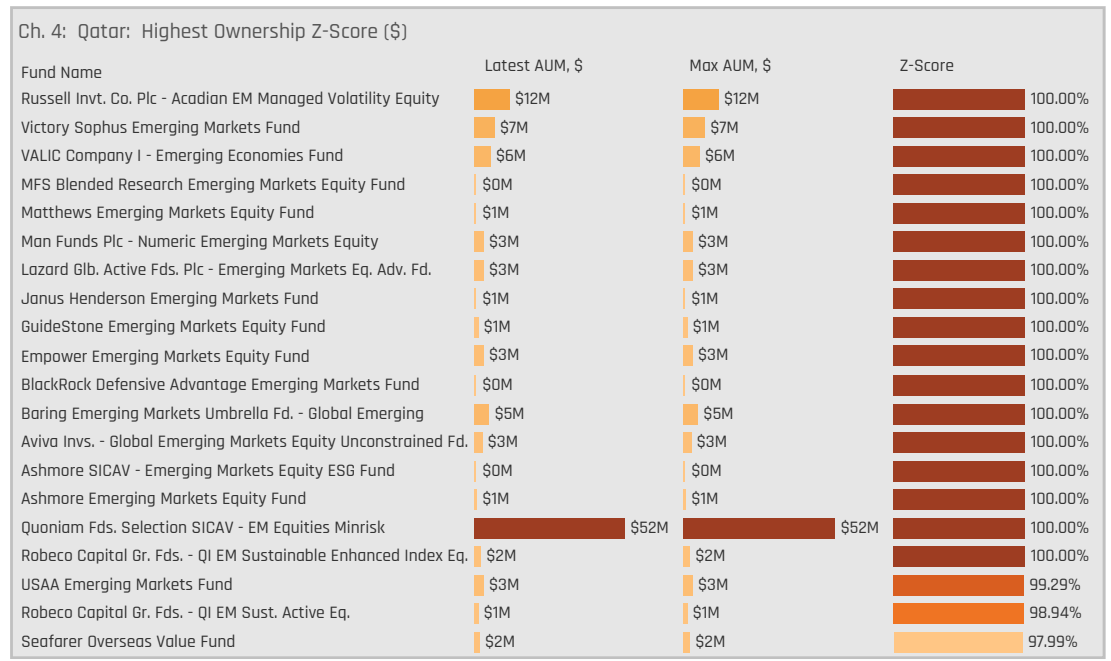 Ch. 4: Qatar: Highest Ownership Z-Score ($)
Fund Name Latest AUM, $ Max AUM, $ Z-Score
Russell Invt. Co. Plc - Acadian EM Managed Volatility Equity $12M $12M 100.00%
Victory Sophus Emerging Markets Fund $7M $7M 100.00%
VALIC Company I - Emerging Economies Fund $6M $6M 100.00%
MFS Blended Research Emerging Markets Equity Fund $0M $0M 100.00%
Matthews Emerging Markets Equity Fund $1M $1M 100.00%
Man Funds Plc - Numeric Emerging Markets Equity $3M $3M 100.00%
Lazard Glb. Active Fds. Plc - Emerging Markets Eq. Adv. Fd. $3M $3M 100.00%
Janus Henderson Emerging Markets Fund $1M $1M 100.00%
GuideStone Emerging Markets Equity Fund $1M $1M 100.00%
Empower Emerging Markets Equity Fund $3M $3M 100.00%
BlackRock Defensive Advantage Emerging Markets Fund $0M $0M 100.00%
Baring Emerging Markets Umbrella Fd. - Global Emerging $5M $5M 100.00%
Aviva Invs. - Global Emerging Markets Equity Unconstrained Fd. $3M $3M 100.00%
Ashmore SICAV - Emerging Markets Equity ESG Fund $0M $0M 100.00%
Ashmore Emerging Markets Equity Fund $1M $1M 100.00%
Quoniam Fds. Selection SICAV - EM Equities Minrisk $52M $52M 100.00%
Robeco Capital Gr. Fds. - QI EM Sustainable Enhanced Index Eq. $2M $2M 100.00%
USAA Emerging Markets Fund $3M $3M 99.29%
Robeco Capital Gr. Fds. - QI EM Sust. Active Eq. $1M $1M 98.94%
Seafarer Overseas Value Fund $2M $2M 97.99%